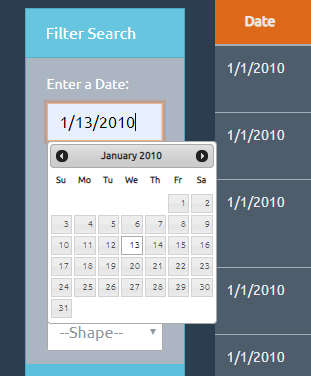 Filter Search
Enter a Date:
1/13/2010
January 2010
Su Mo Tu We Th Fr Sa
1 2
3 4 5 6 7 8 9
10 11 12 13 14 15 16
17 18 19 20 21 22 23
24 25 26 27 28 29 30
31
--Shape--
Date
1/1/2010
1/1/2010
1/1/2010
1/1/2010
1/1/2010